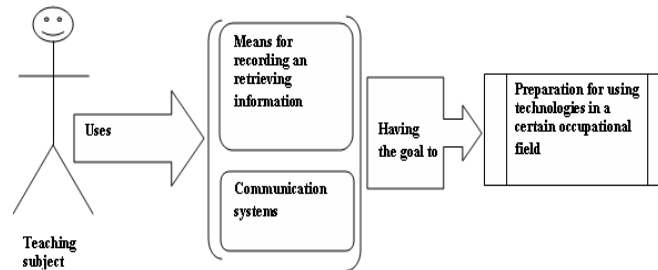 Teaching
subject
Uses
Means for
recording an
retrieving
information
Communication
systems
Having
the goal to
Preparation for using
technologies in a
certain occupational
field